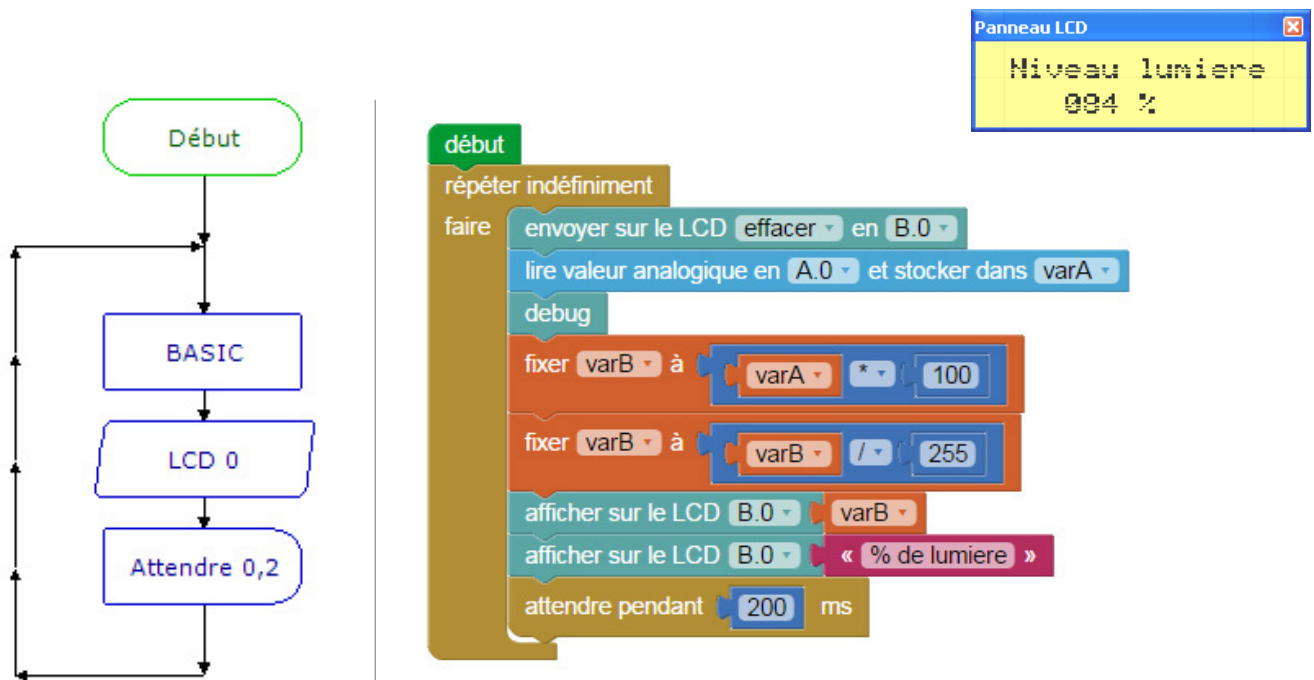 Panneau LCD
Niveau lumiere
094 %
Début
BASIC
LCD 0
Attendre 0,2
début
répéter indéfiniment
faire
envoyer sur le LCD effacer en B.0
lire valeur analogique en A.0 et stocker dans varA
debug
fixer varB à varA * 100
fixer varB à varB / 255
afficher sur le LCD B.0 varB
afficher sur le LCD B.0 « % de lumiere »
attendre pendant 200 ms